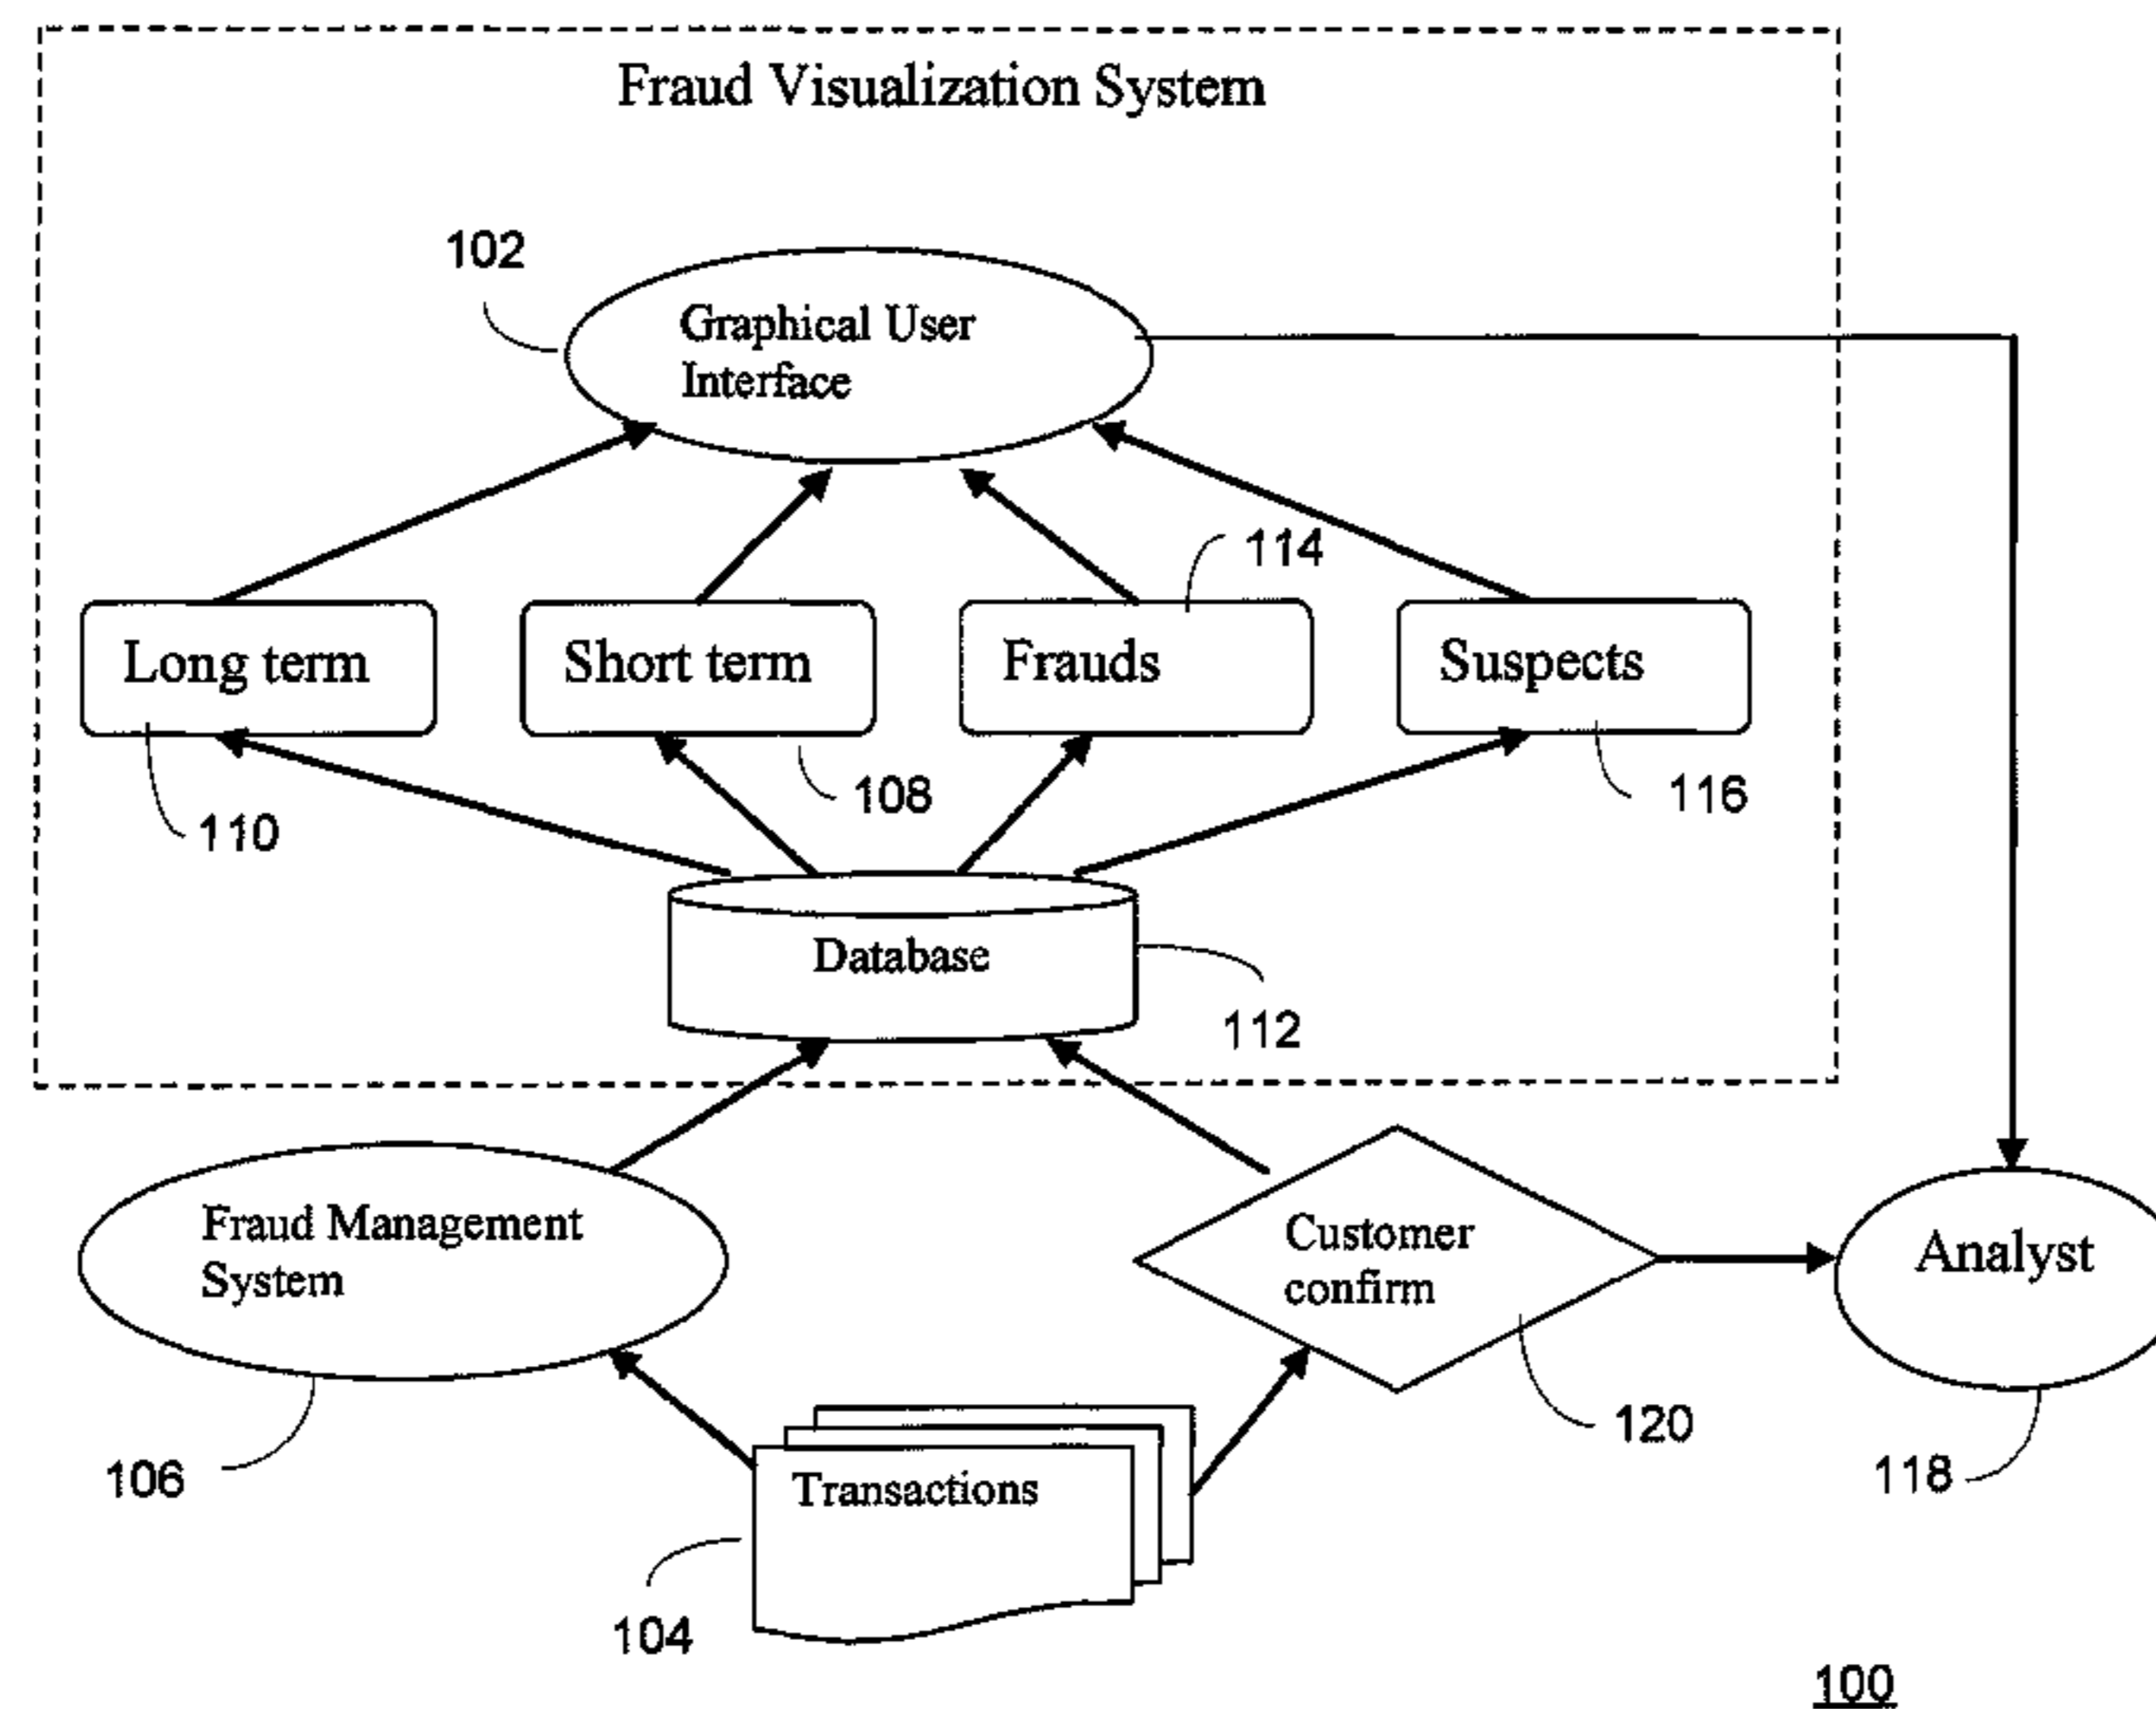 Fraud Visualization System
102
Graphical User
Interface
114
Long term
Short term
Frauds
Suspects
110
108
116
Database
112
Fraud Management
System
Customer
confirm
Analyst
106
Transactions
120
118
104
100